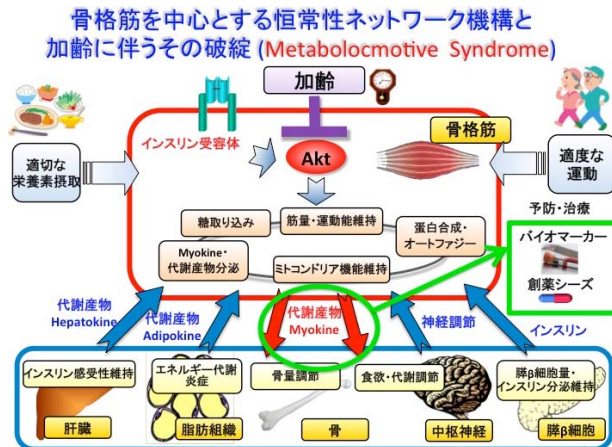 骨格筋を中心とする恒常性ネットワーク機構と
加齢に伴うその破綻 (Metabolocmotive Syndrome)
加齢
インスリン受容体
Akt
骨格筋
適切な
栄養素摂取
適度な
運動
予防・治療
糖取り込み
筋量・運動能維持
蛋白合成・
オートファジー
バイオマーカー
Myokine・
代謝産物分泌
ミトコンドリア機能維持
創薬シーズ
代謝産物
Hepatokine
代謝産物
Adipokine
代謝産物
Myokine
神経調節
インスリン
インスリン感受性維持
エネルギー代謝
炎症
骨量調節
食欲・代謝調節
膵β細胞量・
インスリン分泌維持
肝臓
脂肪組織
骨
中枢神経
膵β細胞